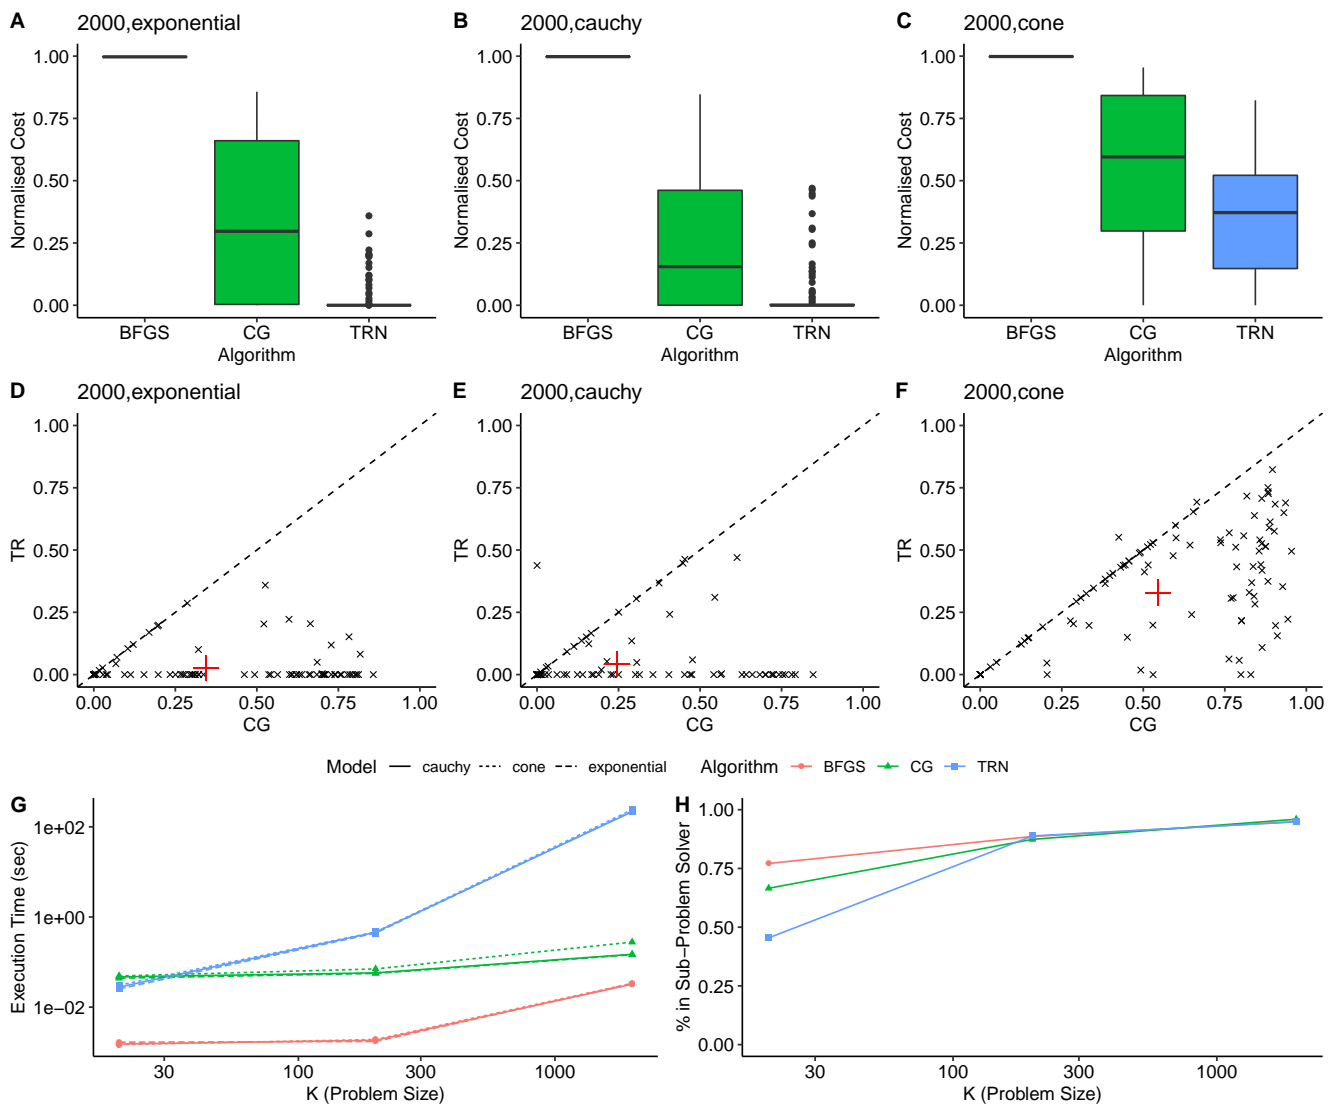 A 2000,exponential
1.00
0.75
0.50
0.25
0.00
Normalised Cost
BFGS CG TRN
Algorithm
B 2000,cauchy
1.00
0.75
0.50
0.25
0.00
Normalised Cost
BFGS CG TRN
Algorithm
C 2000,cone
1.00
0.75
0.50
0.25
0.00
Normalised Cost
BFGS CG TRN
Algorithm
D 2000,exponential
1.00
0.75
0.50
0.25
0.00
TR
0.00 0.25 0.50 0.75 1.00
CG
E 2000,cauchy
1.00
0.75
0.50
0.25
0.00
TR
0.00 0.25 0.50 0.75 1.00
CG
F 2000,cone
1.00
0.75
0.50
0.25
0.00
TR
0.00 0.25 0.50 0.75 1.00
CG
Model cauchy cone exponential Algorithm BFGS CG TRN
G
1e+02
1e+00
1e−02
Execution Time (sec)
30 100 300 1000
K (Problem Size)
H
1.00
0.75
0.50
0.25
0.00
% in Sub−Problem Solver
30 100 300 1000
K (Problem Size)